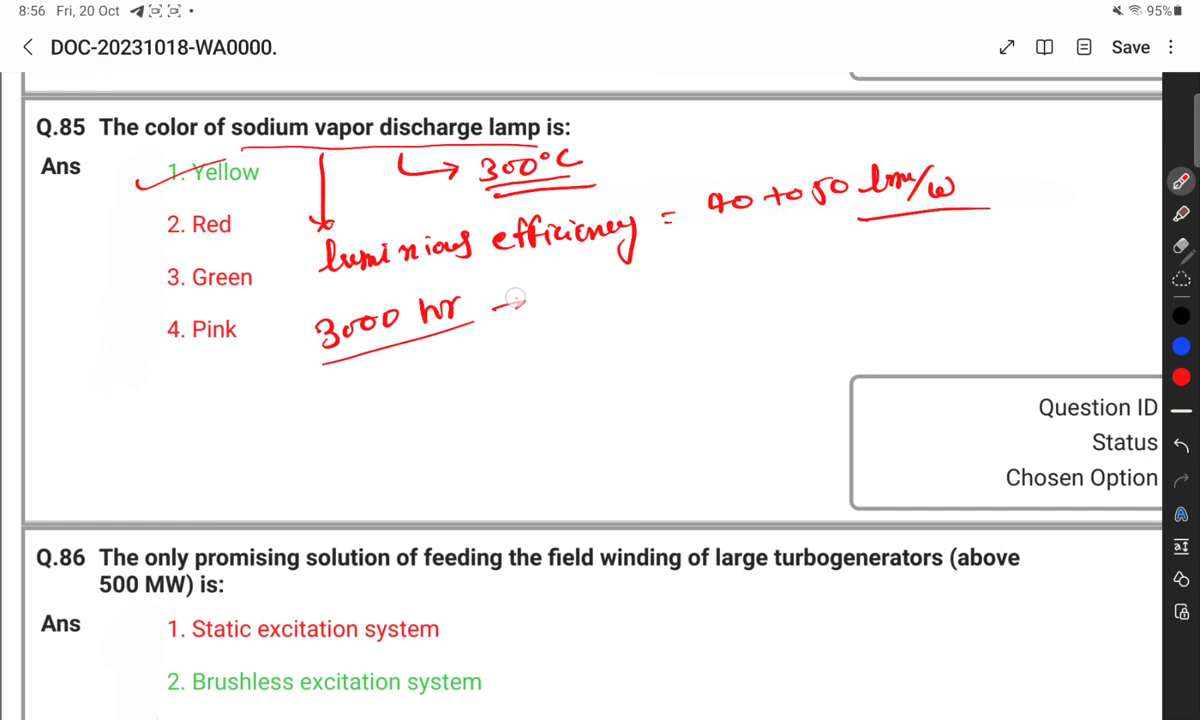 8:56 Fri, 20 Oct
95%
DOC-20231018-WA0000.
Save
Q.85 The color of sodium vapor discharge lamp is:
Ans
1. Yellow
300°C
40 to 50 lm/w
2. Red
luminious efficiency =
3. Green
3000 hr →
4. Pink
Question ID
Status
Chosen Option
Q.86 The only promising solution of feeding the field winding of large turbogenerators (above
500 MW) is:
Ans
1. Static excitation system
2. Brushless excitation system